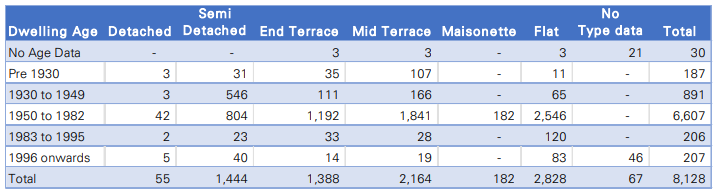 Dwelling Age Detached Semi Detached End Terrace Mid Terrace Maisonette Flat No Type data Total
No Age Data - - 3 3 - 3 21 30
Pre 1930 3 31 35 107 - 11 - 187
1930 to 1949 3 546 111 166 - 65 - 891
1950 to 1982 42 804 1,192 1,841 182 2,546 - 6,607
1983 to 1995 2 23 33 28 - 120 - 206
1996 onwards 5 40 14 19 - 83 46 207
Total 55 1,444 1,388 2,164 182 2,828 67 8,128